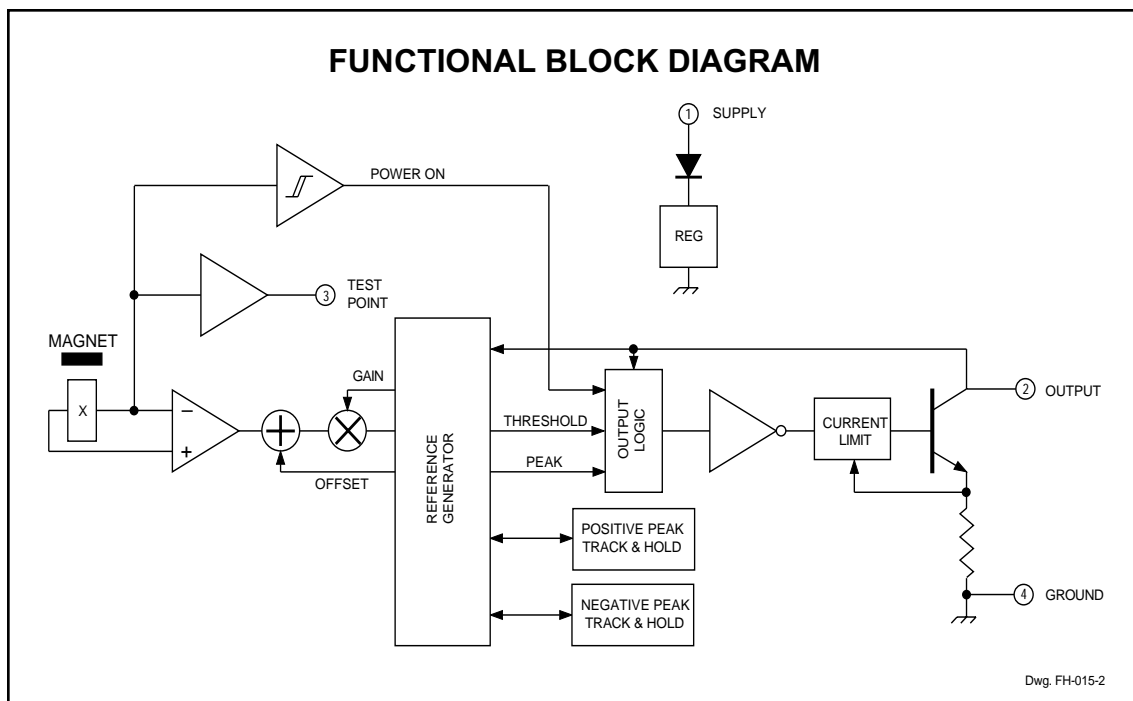 FUNCTIONAL BLOCK DIAGRAM
1 SUPPLY
POWER ON
REG
3 TEST
POINT
MAGNET
X
−
+
GAIN
OFFSET
REFERENCE
GENERATOR
THRESHOLD
PEAK
OUTPUT
LOGIC
CURRENT
LIMIT
2 OUTPUT
POSITIVE PEAK
TRACK & HOLD
NEGATIVE PEAK
TRACK & HOLD
4 GROUND
Dwg. FH-015-2